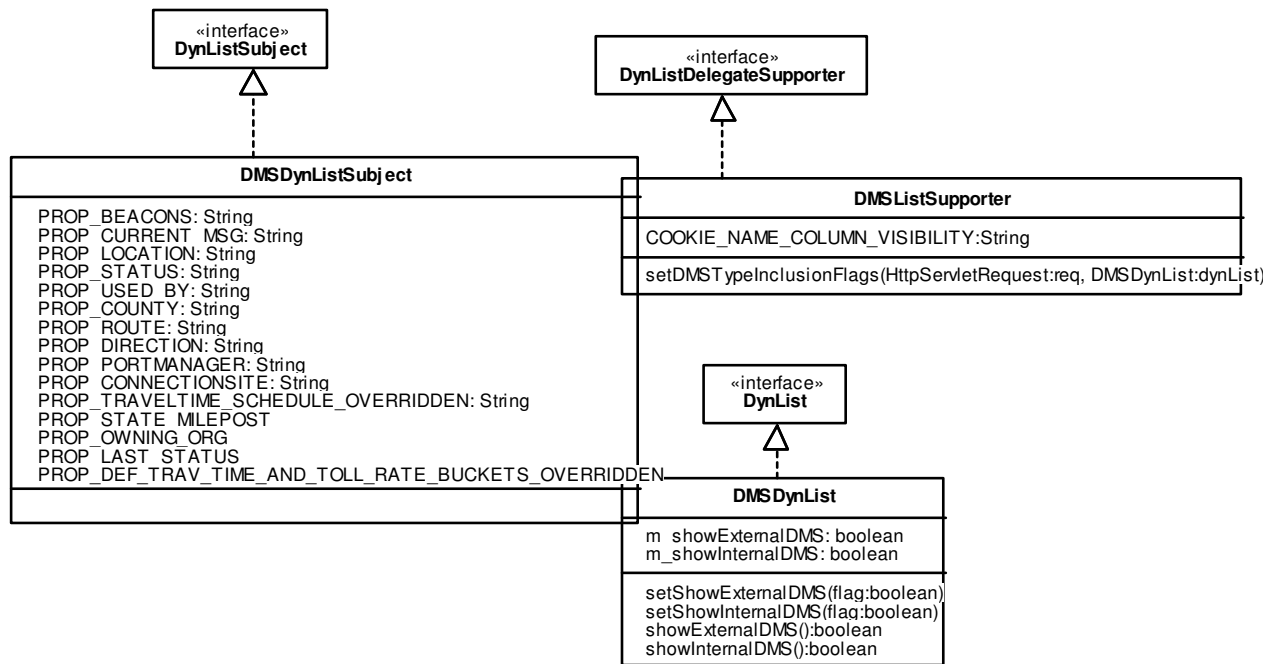 «interface»
DynListSubject
«interface»
DynListDelegateSupporter
DMSDynListSubject
PROP_BEACONS: String
PROP_CURRENT_MSG: String
PROP_LOCATION: String
PROP_STATUS: String
PROP_USED_BY: String
PROP_COUNTY: String
PROP_ROUTE: String
PROP_DIRECTION: String
PROP_PORTMANAGER: String
PROP_CONNECTIONSITE: String
PROP_TRAVELTIME_SCHEDULE_OVERRIDDEN: String
PROP_STATE_MILEPOST
PROP_OWNING_ORG
PROP_LAST_STATUS
PROP_DEF_TRAV_TIME_AND_TOLL_RATE_BUCKETS_OVERRIDDEN
DMSListSupporter
COOKIE_NAME_COLUMN_VISIBILITY:String
setDMSTypeInclusionFlags(HttpServletRequest:req, DMSDynList:dynList)
«interface»
DynList
DMSDynList
m_showExternalDMS: boolean
m_showInternalDMS: boolean
setShowExternalDMS(flag:boolean)
setShowInternalDMS(flag:boolean)
showExternalDMS():boolean
showInternalDMS():boolean